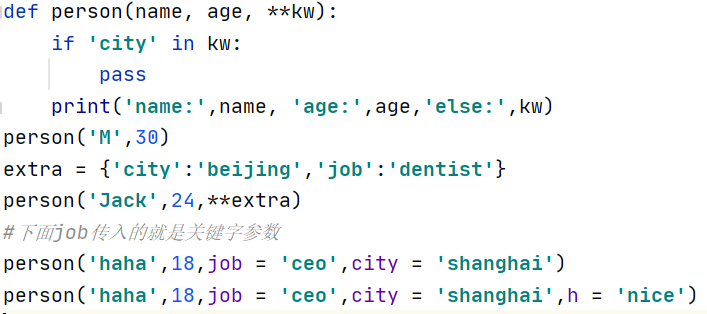 def person(name, age, **kw):
    if 'city' in kw:
        pass
    print('name:',name, 'age:',age,'else:',kw)
person('M',30)
extra = {'city':'beijing','job':'dentist'}
person('Jack',24,**extra)
#下面job传入的就是关键字参数
person('haha',18,job = 'ceo',city = 'shanghai')
person('haha',18,job = 'ceo',city = 'shanghai',h = 'nice')